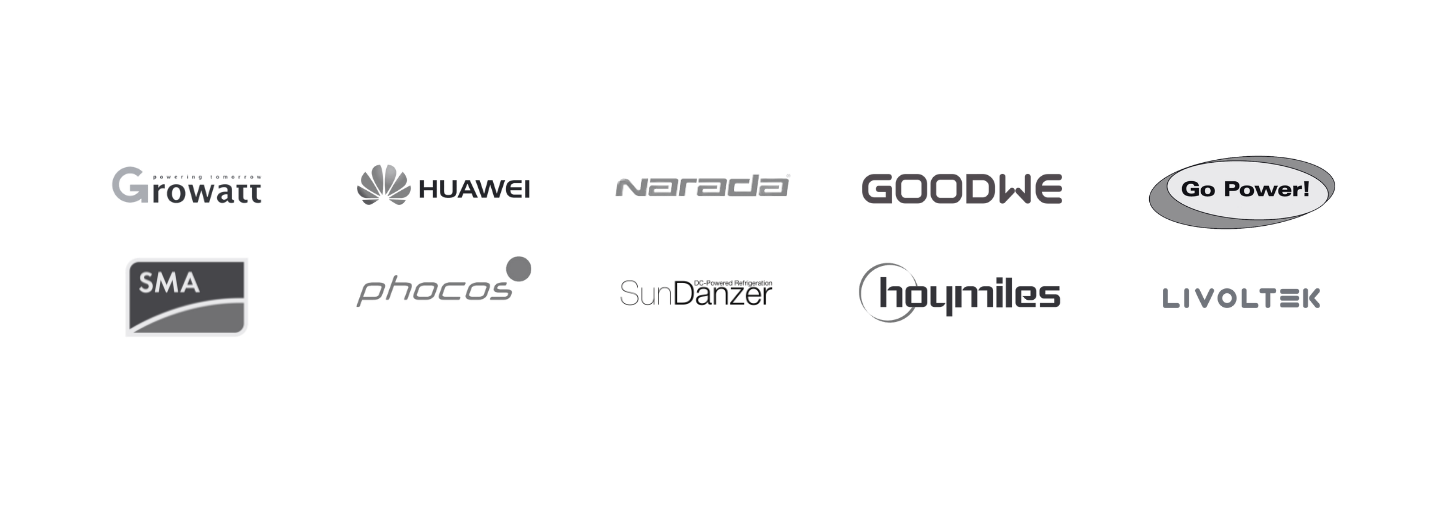 powering tomorrow
Growatt
HUAWEI
narada
GOODWE
Go Power!
SMA
phocos
DC-Powered Refrigeration
SunDanzer
hoymiles
LIVOLTEK